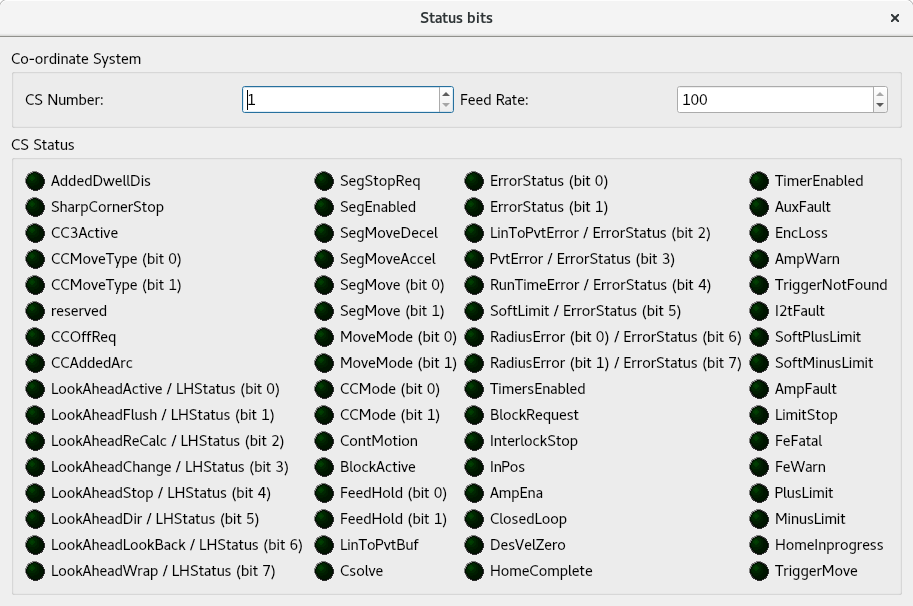 Status bits
×
Co-ordinate System
CS Number: 1 Feed Rate: 100
CS Status
AddedDwellDis SegStopReq ErrorStatus (bit 0) TimerEnabled
SharpCornerStop SegEnabled ErrorStatus (bit 1) AuxFault
CC3Active SegMoveDecel LinToPvtError / ErrorStatus (bit 2) EncLoss
CCMoveType (bit 0) SegMoveAccel PvtError / ErrorStatus (bit 3) AmpWarn
CCMoveType (bit 1) SegMove (bit 0) RunTimeError / ErrorStatus (bit 4) TriggerNotFound
reserved SegMove (bit 1) SoftLimit / ErrorStatus (bit 5) I2tFault
CCOffReq MoveMode (bit 0) RadiusError (bit 0) / ErrorStatus (bit 6) SoftPlusLimit
CCAddedArc MoveMode (bit 1) RadiusError (bit 1) / ErrorStatus (bit 7) SoftMinusLimit
LookAheadActive / LHStatus (bit 0) CCMode (bit 0) TimersEnabled AmpFault
LookAheadFlush / LHStatus (bit 1) CCMode (bit 1) BlockRequest LimitStop
LookAheadReCalc / LHStatus (bit 2) ContMotion InterlockStop FeFatal
LookAheadChange / LHStatus (bit 3) BlockActive InPos FeWarn
LookAheadStop / LHStatus (bit 4) FeedHold (bit 0) AmpEna PlusLimit
LookAheadDir / LHStatus (bit 5) FeedHold (bit 1) ClosedLoop MinusLimit
LookAheadLookBack / LHStatus (bit 6) LinToPvtBuf DesVelZero HomeInprogress
LookAheadWrap / LHStatus (bit 7) Csolve HomeComplete TriggerMove